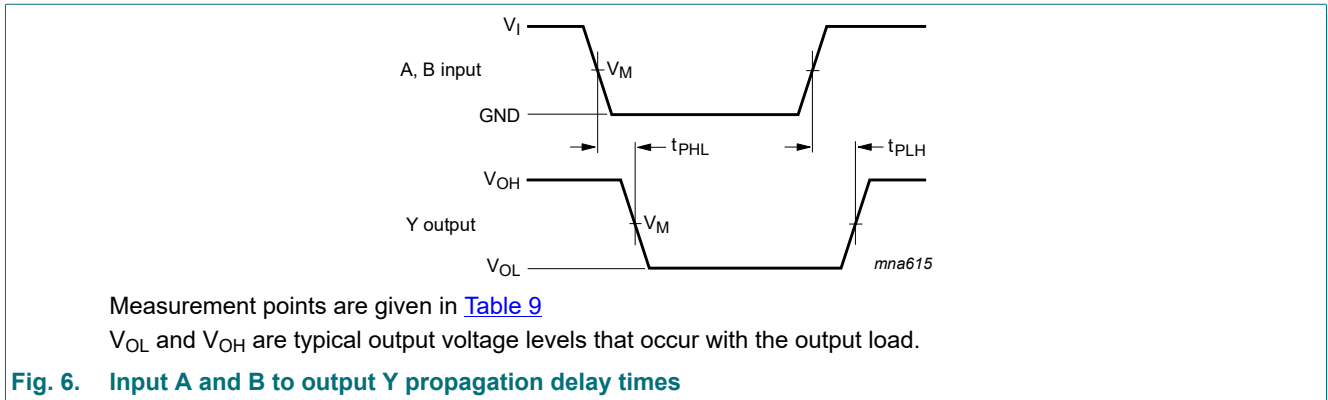 VI
A, B input
VM
GND
tPHL
tPLH
VOH
Y output
VM
VOL
mna615
Measurement points are given in Table 9
VOL and VOH are typical output voltage levels that occur with the output load.
Fig. 6. Input A and B to output Y propagation delay times